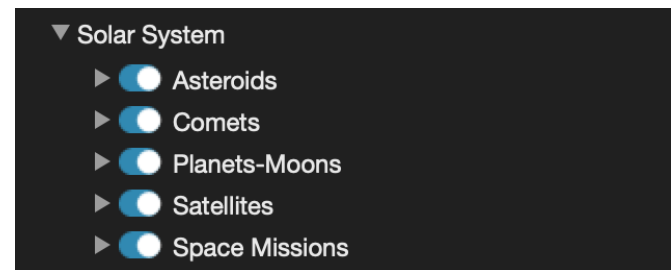 Solar System
Asteroids
Comets
Planets-Moons
Satellites
Space Missions